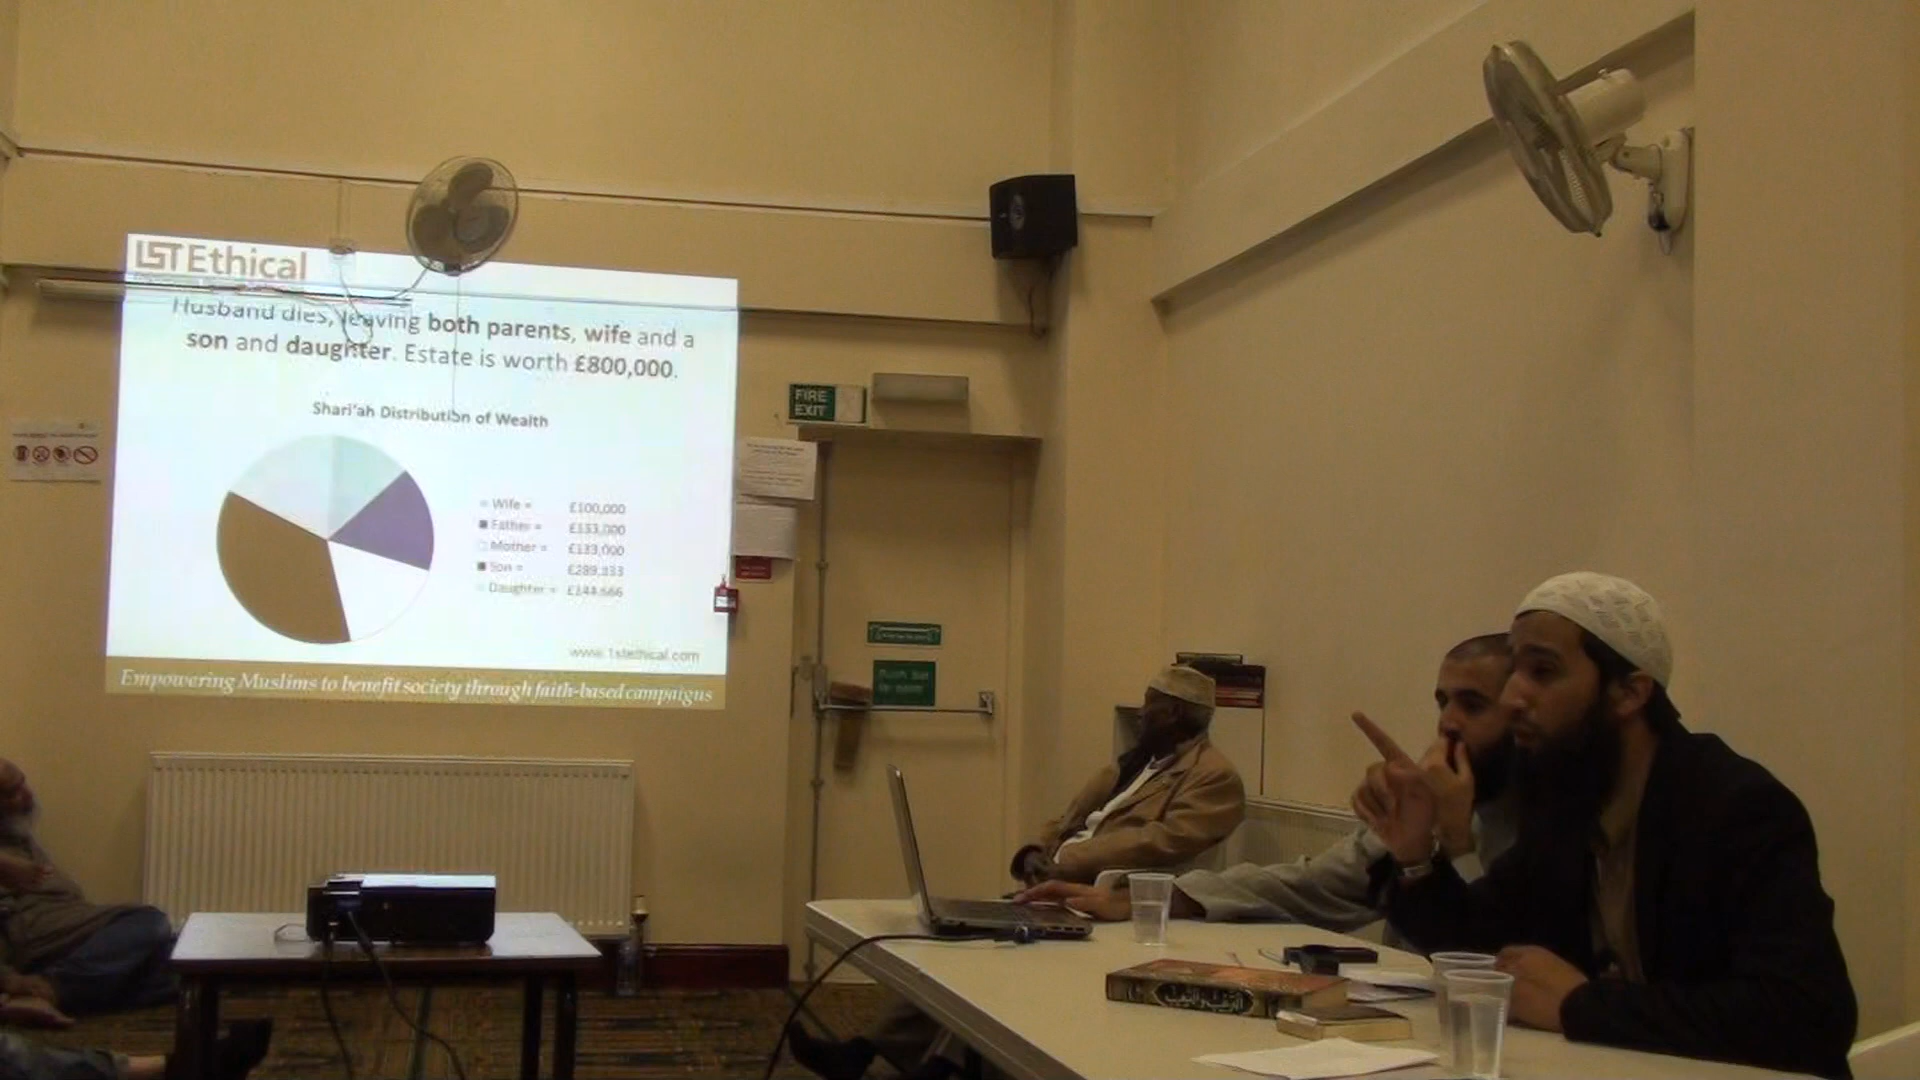 1ST Ethical
Husband dies, leaving both parents, wife and a
son and daughter. Estate is worth £800,000.
Shari'ah Distribution of Wealth
Wife = £100,000
Father = £133,000
Mother = £133,000
Son = £289,333
Daughter = £144,666
www.1stethical.com
Empowering Muslims to benefit society through faith-based campaigns
FIRE
EXIT